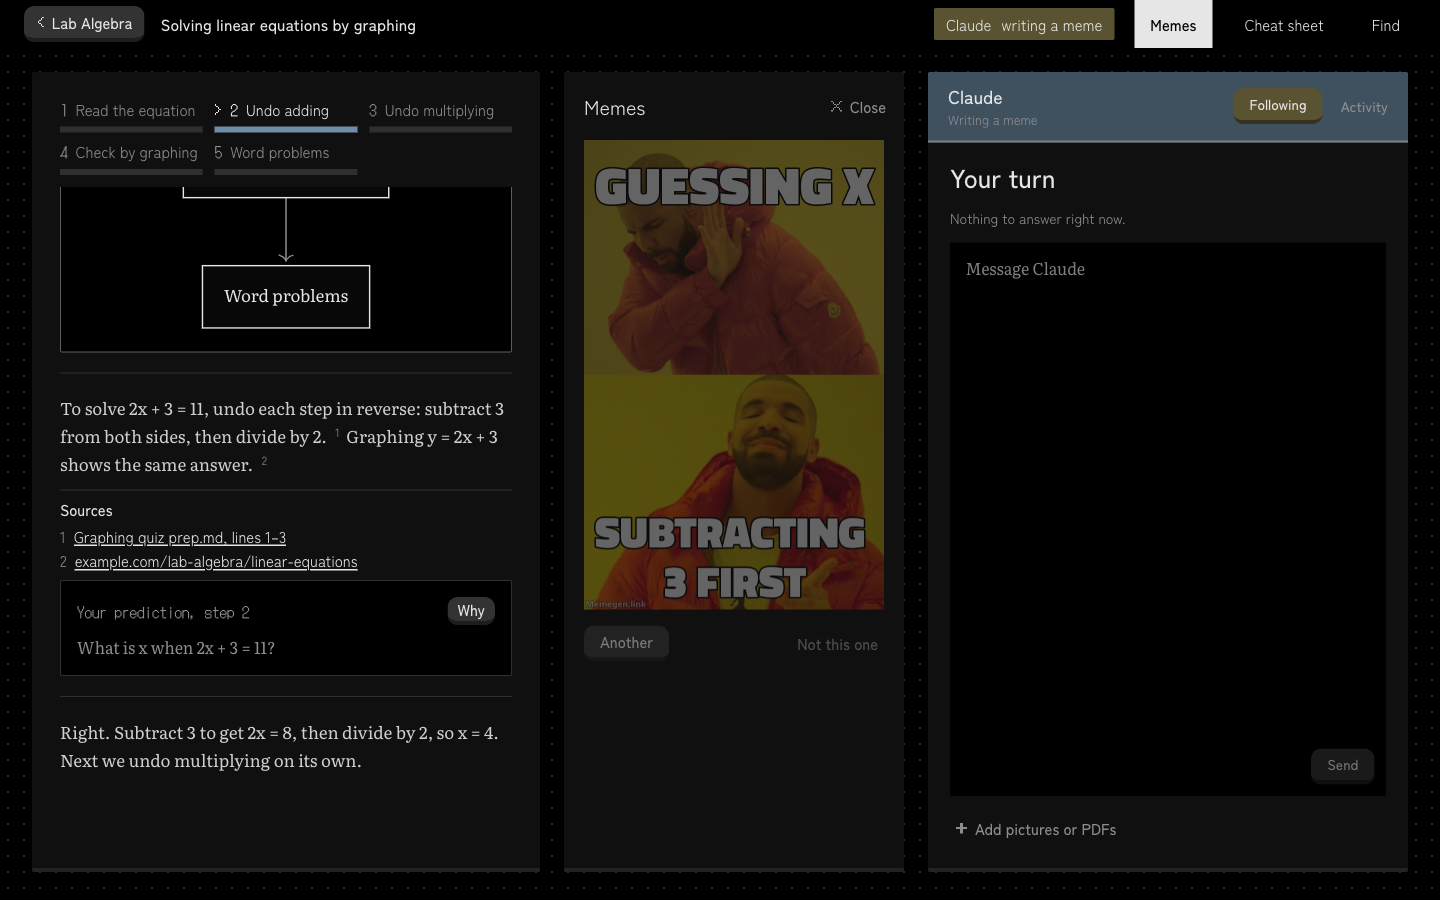 Lab Algebra
Solving linear equations by graphing
Claude writing a meme
Memes
Cheat sheet
Find
1 Read the equation
2 Undo adding
3 Undo multiplying
4 Check by graphing
5 Word problems
Word problems
To solve 2x + 3 = 11, undo each step in reverse: subtract 3
from both sides, then divide by 2. 1 Graphing y = 2x + 3
shows the same answer. 2
Sources
1 Graphing quiz prep.md, lines 1–3
2 example.com/lab-algebra/linear-equations
Your prediction, step 2
Why
What is x when 2x + 3 = 11?
Right. Subtract 3 to get 2x = 8, then divide by 2, so x = 4.
Next we undo multiplying on its own.
Memes
Close
GUESSING X
SUBTRACTING
3 FIRST
Memegen.link
Another
Not this one
Claude
Writing a meme
Following
Activity
Your turn
Nothing to answer right now.
Message Claude
Send
+ Add pictures or PDFs